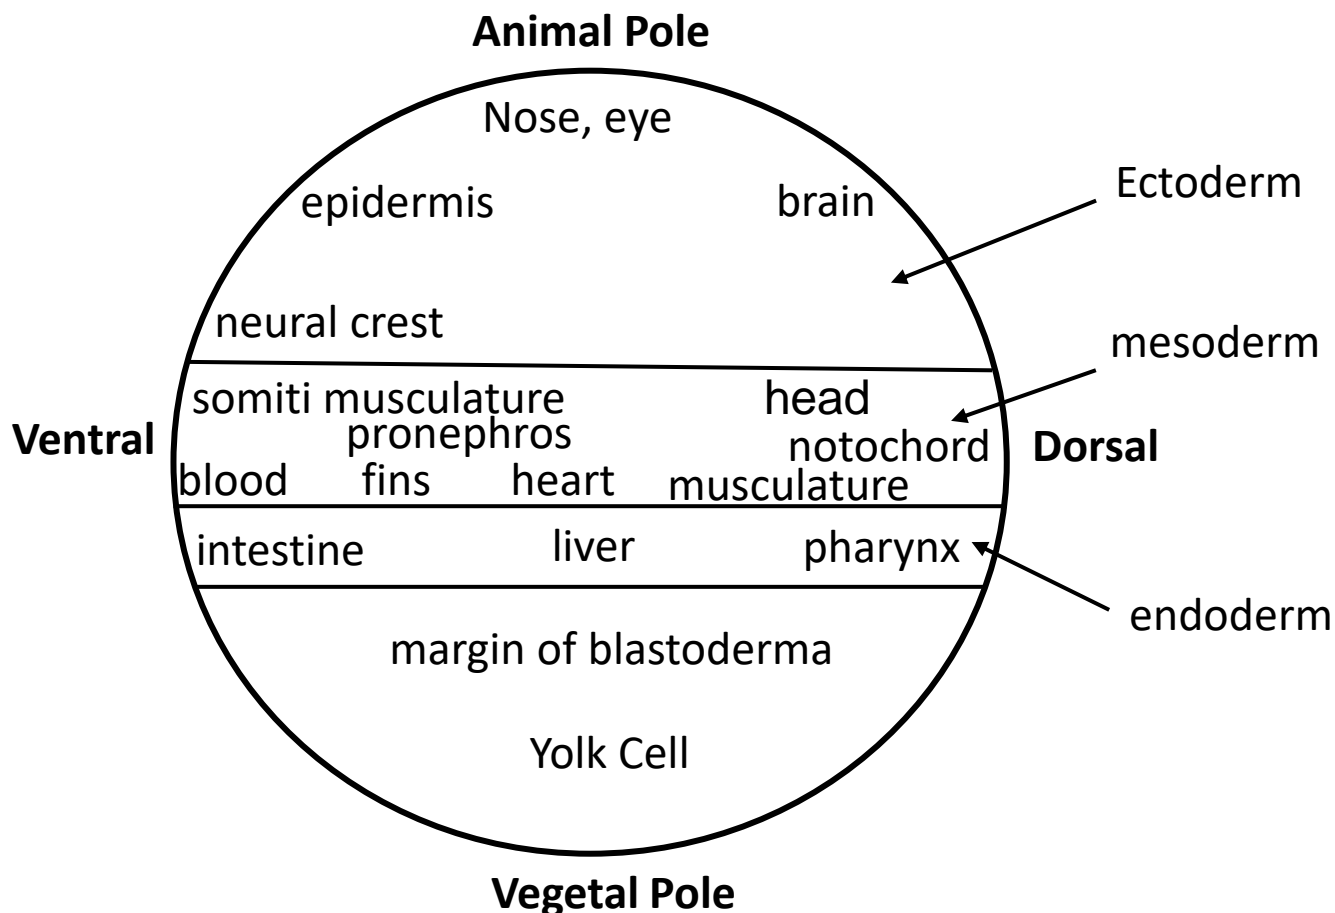 Animal Pole
Nose, eye
epidermis brain
Ectoderm
neural crest
mesoderm
somiti musculature head
pronephros
Ventral notochord Dorsal
blood fins heart musculature
intestine liver pharynx
endoderm
margin of blastoderma
Yolk Cell
Vegetal Pole